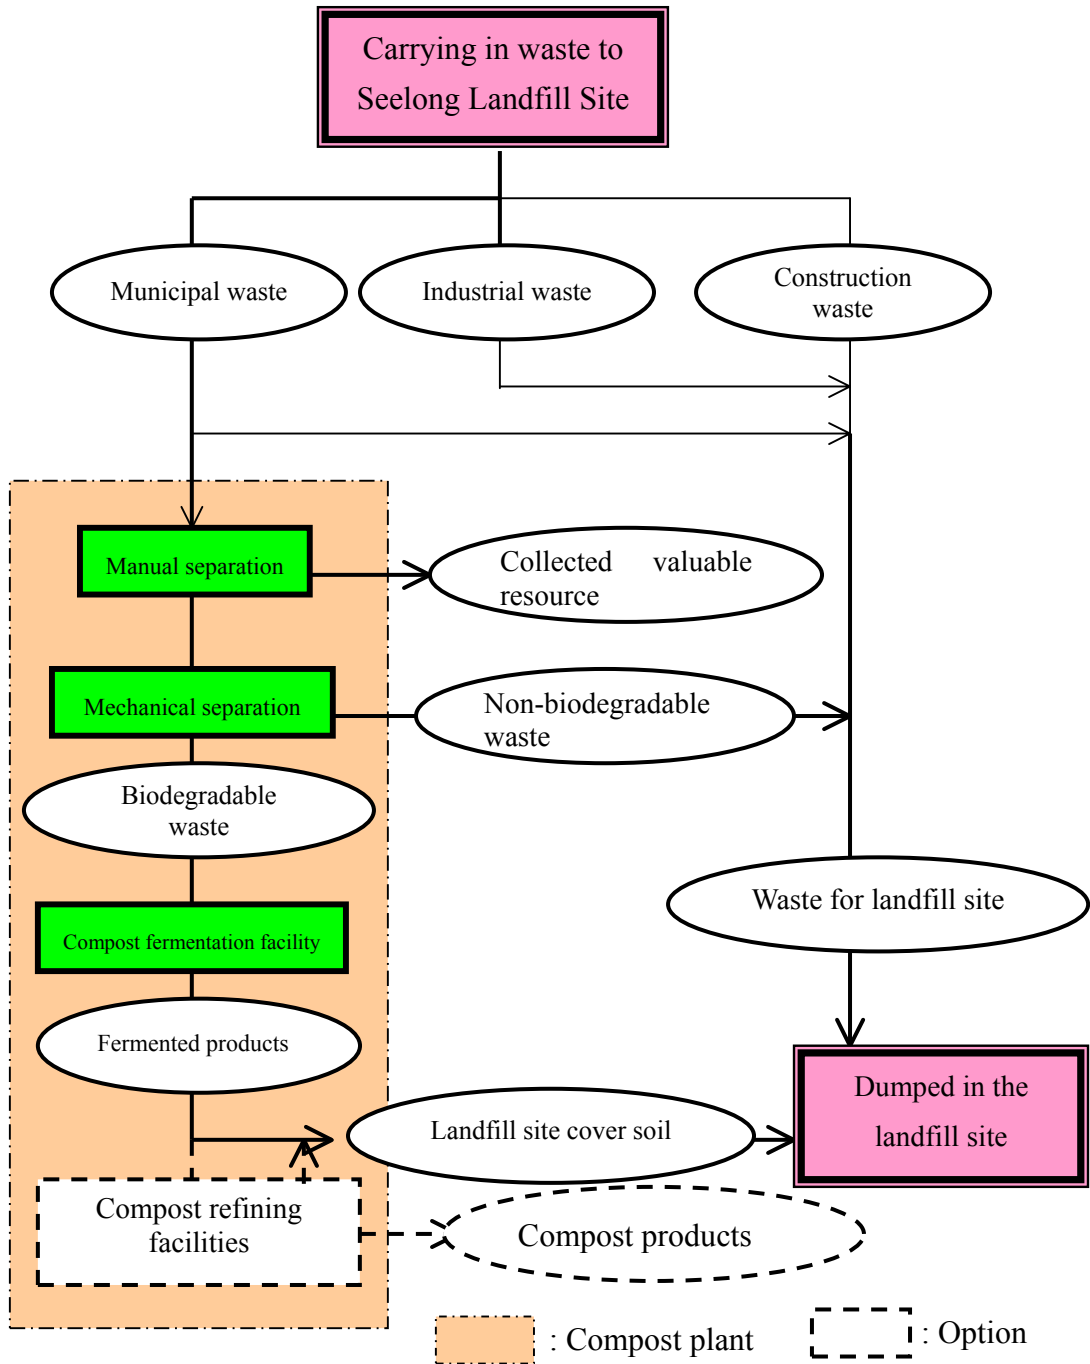 Carrying in waste to
Seelong Landfill Site
Municipal waste
Industrial waste
Construction
waste
Manual separation
Collected valuable
resource
Mechanical separation
Non-biodegradable
waste
Biodegradable
waste
Waste for landfill site
Compost fermentation facility
Fermented products
Dumped in the
landfill site
Landfill site cover soil
Compost refining
facilities
Compost products
: Compost plant
: Option